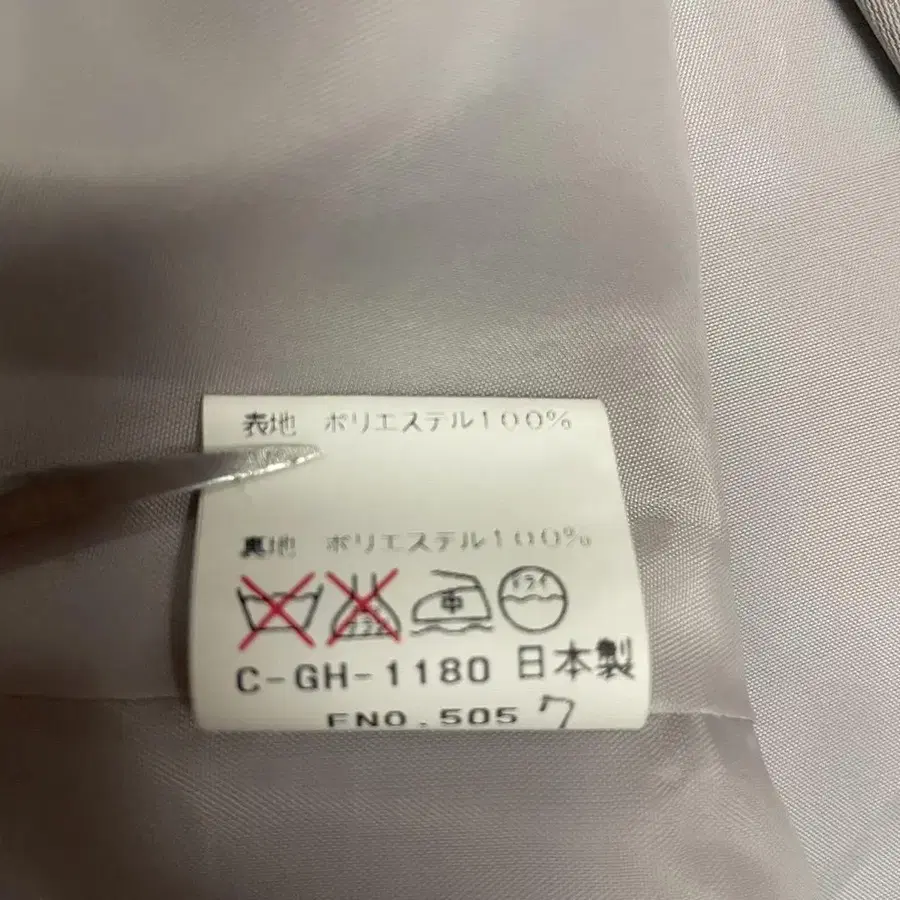 表地 ポリエステル100%
裏地 ポリエステル100%
中 ドライ
C-GH-1180 日本製
FNO.505 7